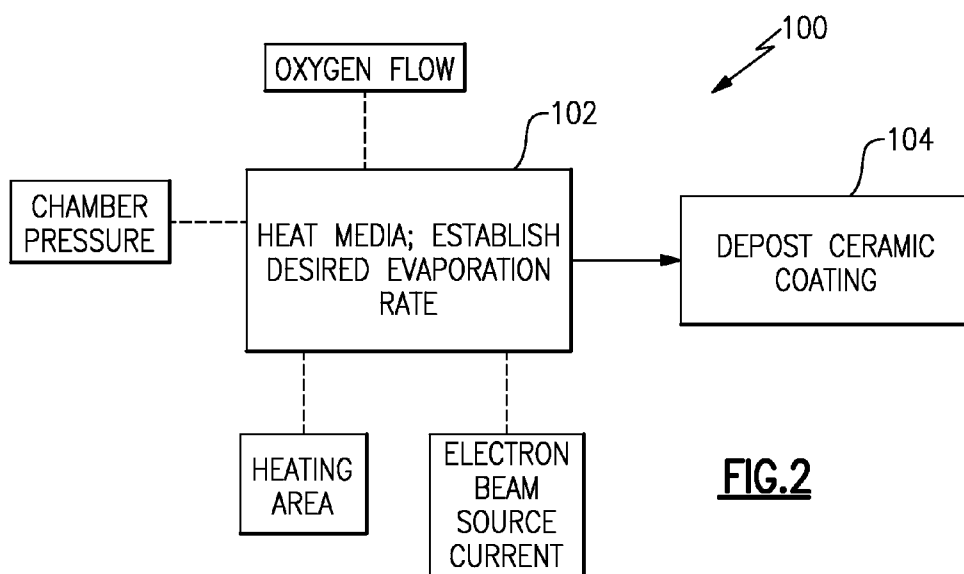 100
OXYGEN FLOW
102
104
CHAMBER
PRESSURE
HEAT MEDIA; ESTABLISH
DESIRED EVAPORATION
RATE
DEPOST CERAMIC
COATING
HEATING
AREA
ELECTRON
BEAM
SOURCE
CURRENT
FIG.2